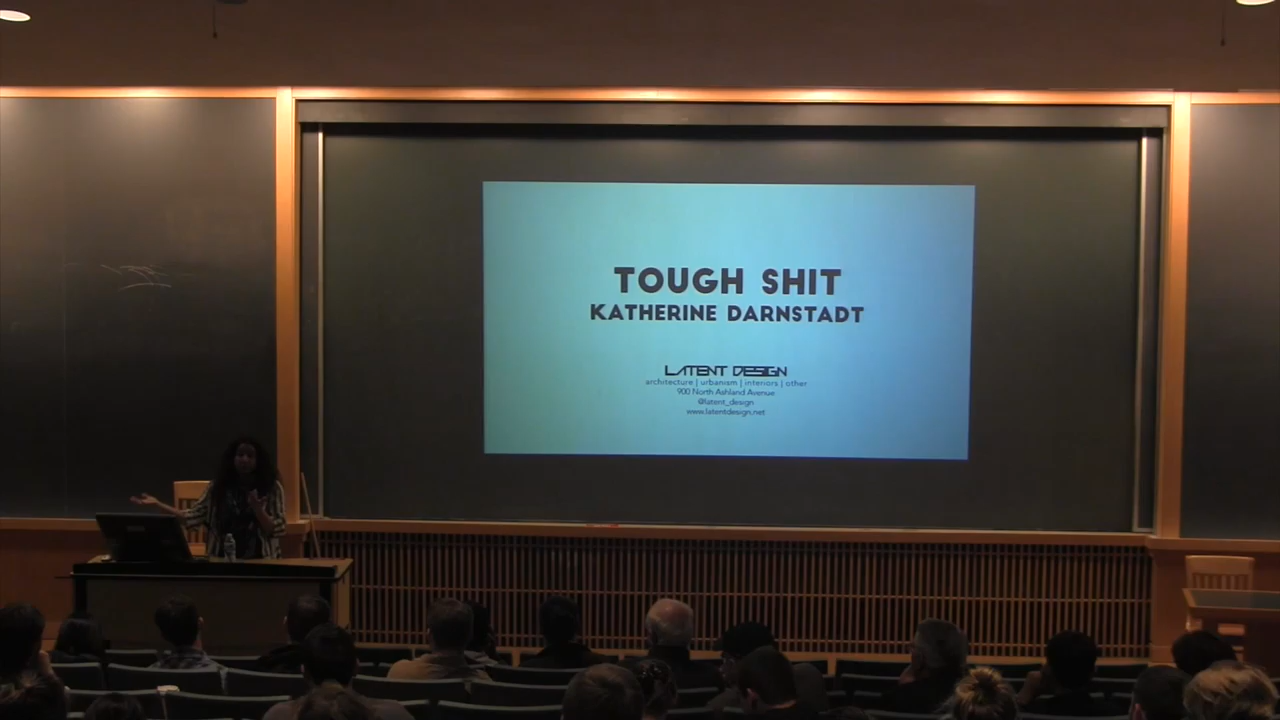 TOUGH SHIT
KATHERINE DARNSTADT
LATENT DESIGN
architecture | urbanism | interiors | other
900 North Ashland Avenue
@latent_design
www.latentdesign.net